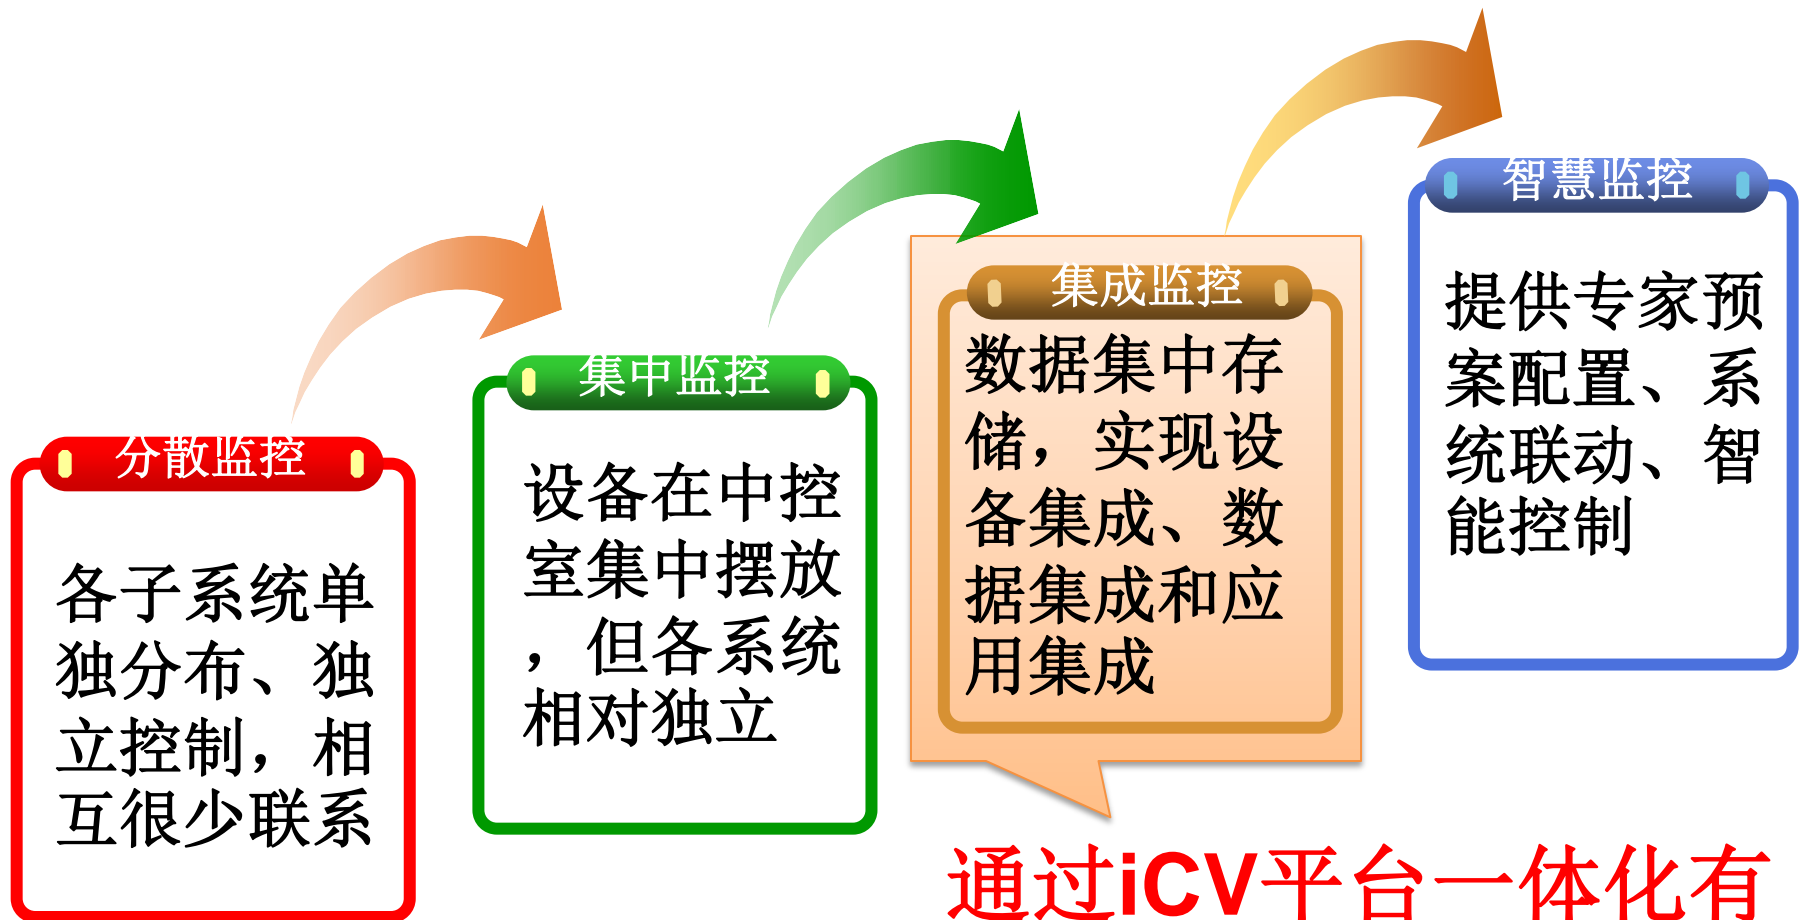 分散监控
各子系统单
独分布、独
立控制，相
互很少联系
集中监控
设备在中控
室集中摆放
，但各系统
相对独立
集成监控
数据集中存
储，实现设
备集成、数
据集成和应
用集成
智慧监控
提供专家预
案配置、系
统联动、智
能控制
通过iCV平台一体化有